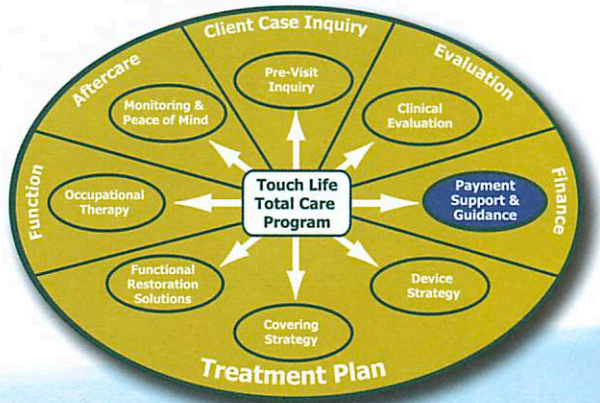 Client Case Inquiry
Pre-Visit
Inquiry
Evaluation
Clinical
Evaluation
Finance
Payment
Support &
Guidance
Device
Strategy
Treatment Plan
Covering
Strategy
Functional
Restoration
Solutions
Function
Occupational
Therapy
Aftercare
Monitoring &
Peace of Mind
Touch Life
Total Care
Program